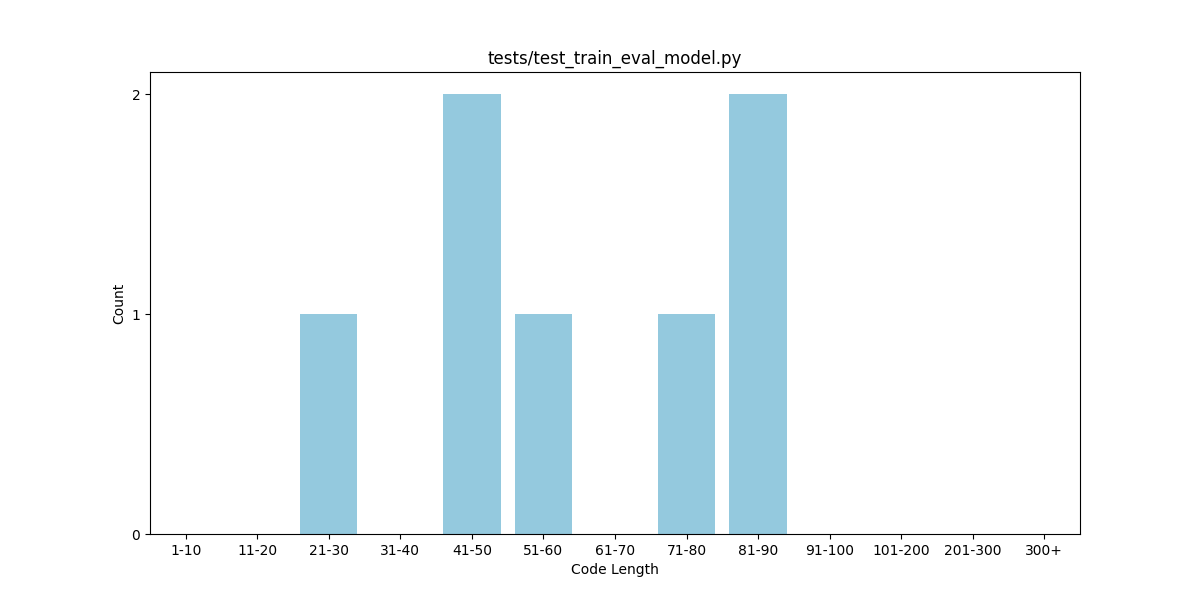 tests/test_train_eval_model.py
2
1
0
Count
1-10 11-20 21-30 31-40 41-50 51-60 61-70 71-80 81-90 91-100 101-200 201-300 300+
Code Length